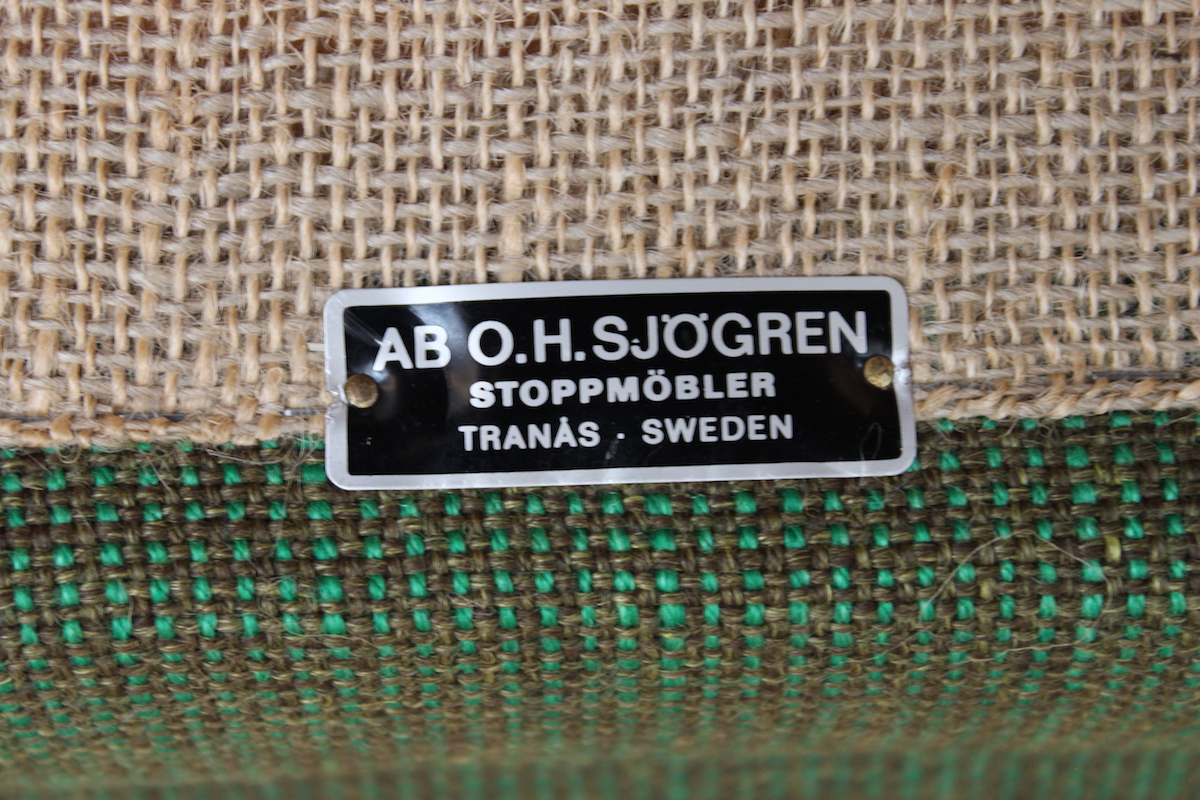 AB O.H. SJÖGREN
STOPPMÖBLER
TRANÅS · SWEDEN